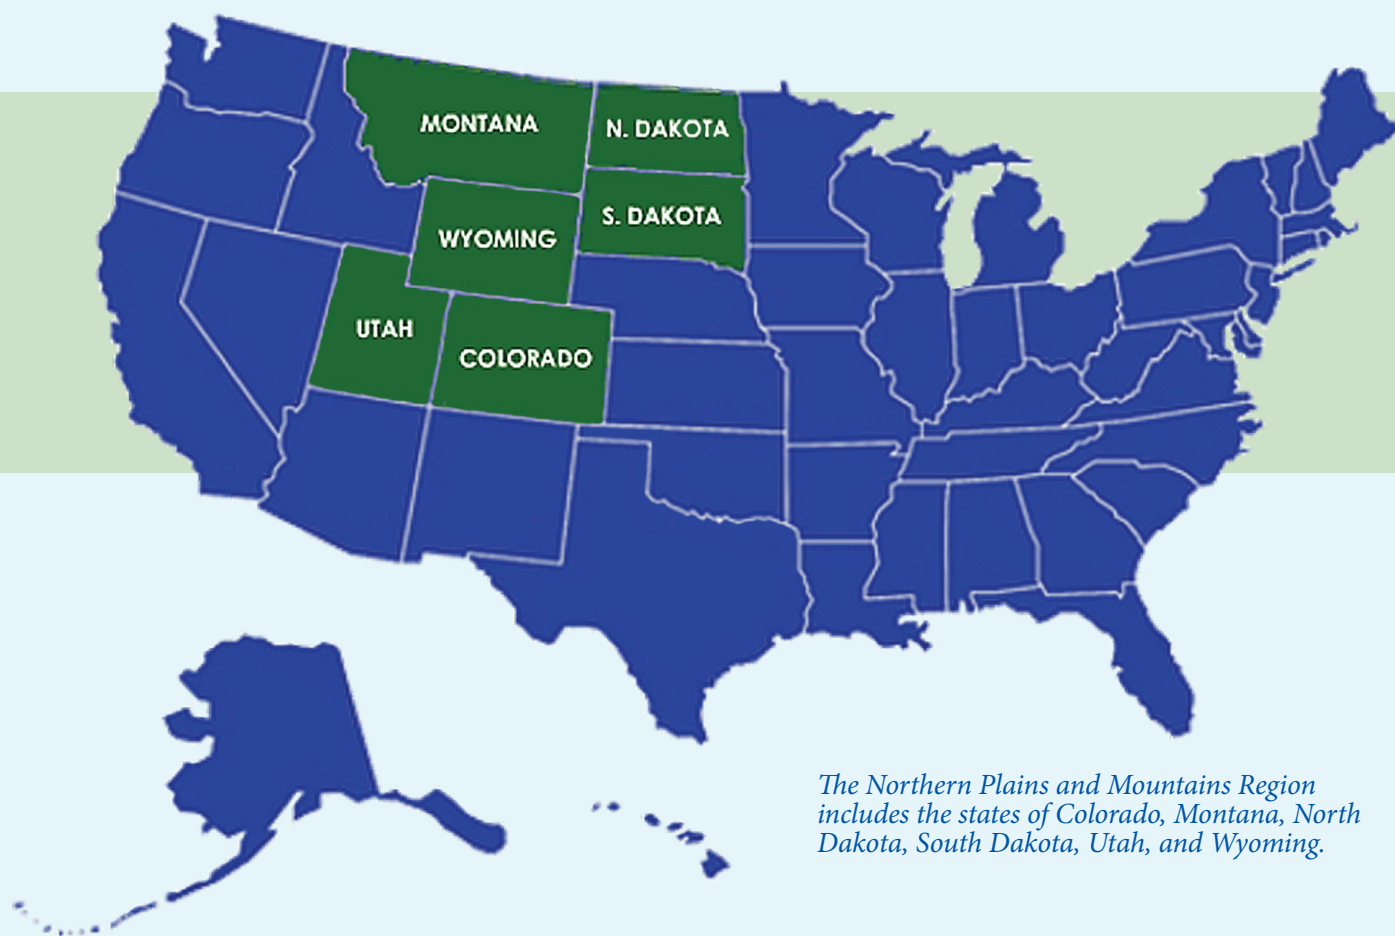 MONTANA
N. DAKOTA
S. DAKOTA
WYOMING
UTAH
COLORADO
The Northern Plains and Mountains Region
includes the states of Colorado, Montana, North
Dakota, South Dakota, Utah, and Wyoming.